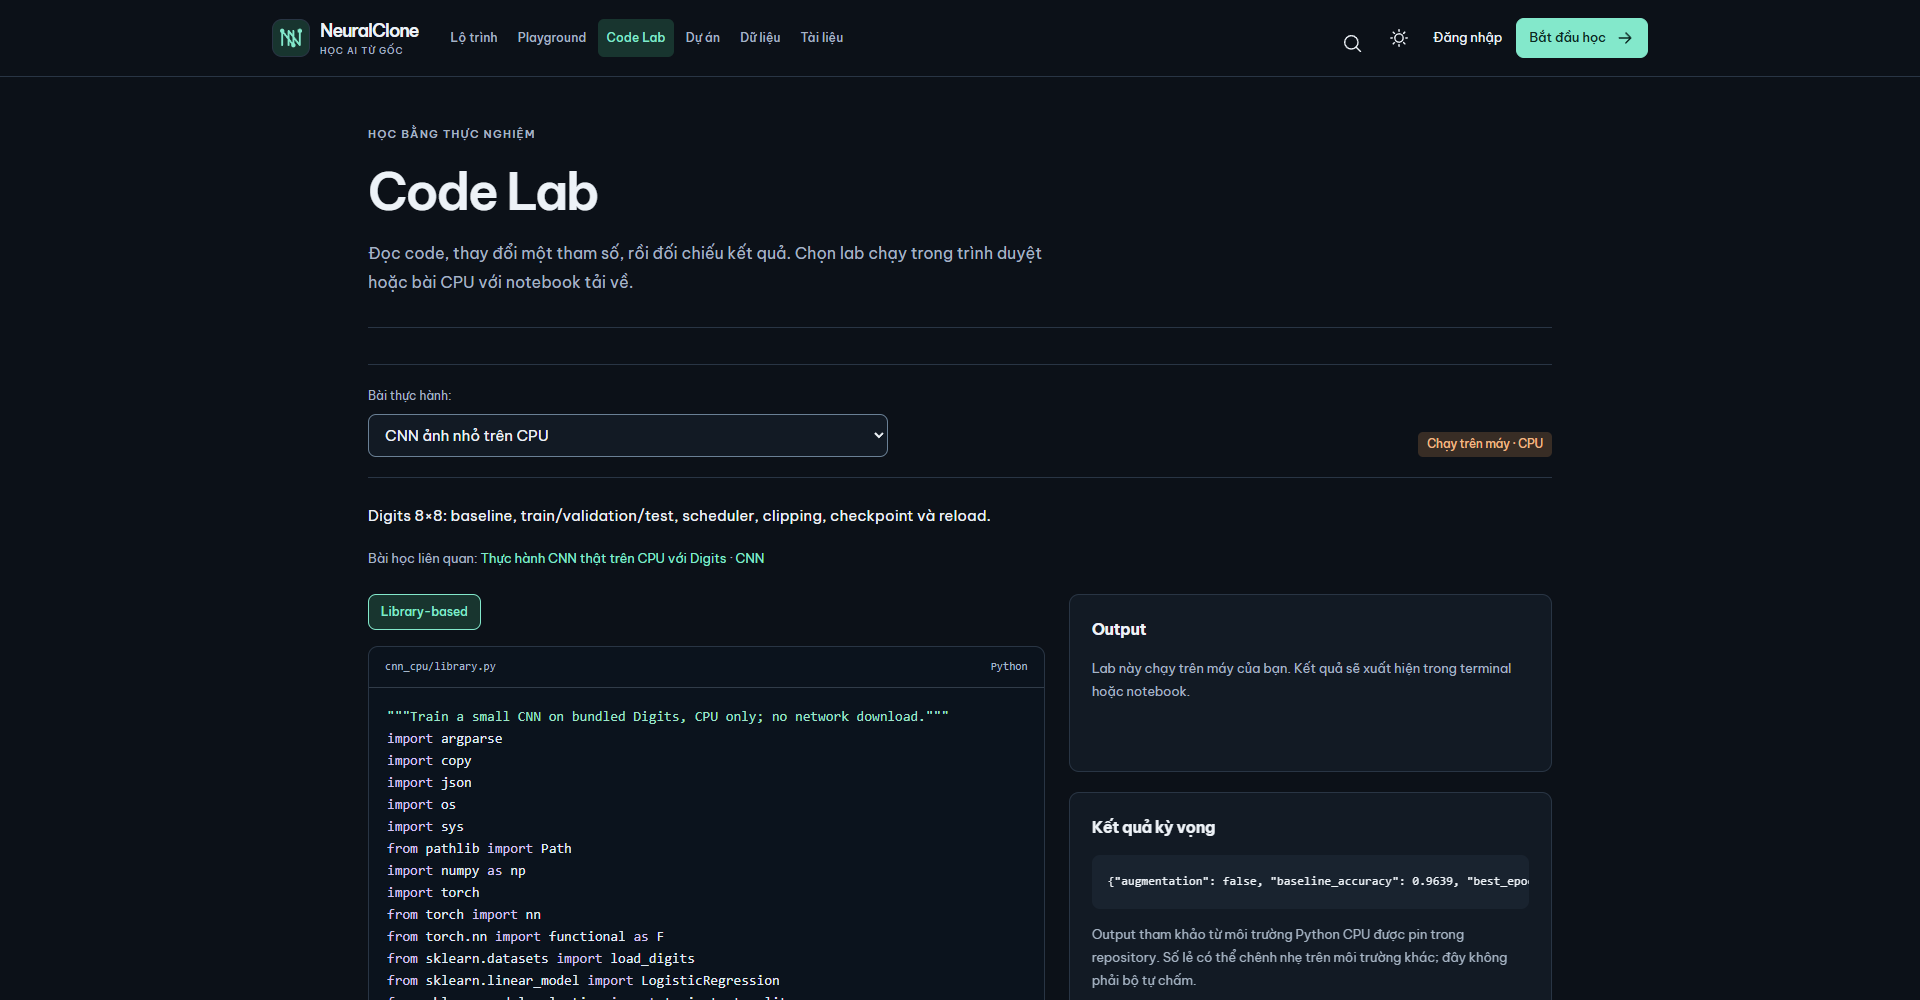 NeuralClone
HỌC AI TỪ GỐC
Lộ trình
Playground
Code Lab
Dự án
Dữ liệu
Tài liệu
Đăng nhập
Bắt đầu học
HỌC BẰNG THỰC NGHIỆM
Code Lab
Đọc code, thay đổi một tham số, rồi đối chiếu kết quả. Chọn lab chạy trong trình duyệt
hoặc bài CPU với notebook tải về.
Bài thực hành:
CNN ảnh nhỏ trên CPU
Chạy trên máy · CPU
Digits 8×8: baseline, train/validation/test, scheduler, clipping, checkpoint và reload.
Bài học liên quan: Thực hành CNN thật trên CPU với Digits · CNN
Library-based
cnn_cpu/library.py
Python
"""Train a small CNN on bundled Digits, CPU only; no network download."""
import argparse
import copy
import json
import os
import sys
from pathlib import Path
import numpy as np
import torch
from torch import nn
from torch.nn import functional as F
from sklearn.datasets import load_digits
from sklearn.linear_model import LogisticRegression
Output
Lab này chạy trên máy của bạn. Kết quả sẽ xuất hiện trong terminal
hoặc notebook.
Kết quả kỳ vọng
{"augmentation": false, "baseline_accuracy": 0.9639, "best_epo
Output tham khảo từ môi trường Python CPU được pin trong
repository. Số lẻ có thể chênh nhẹ trên môi trường khác; đây không
phải bộ tự chấm.